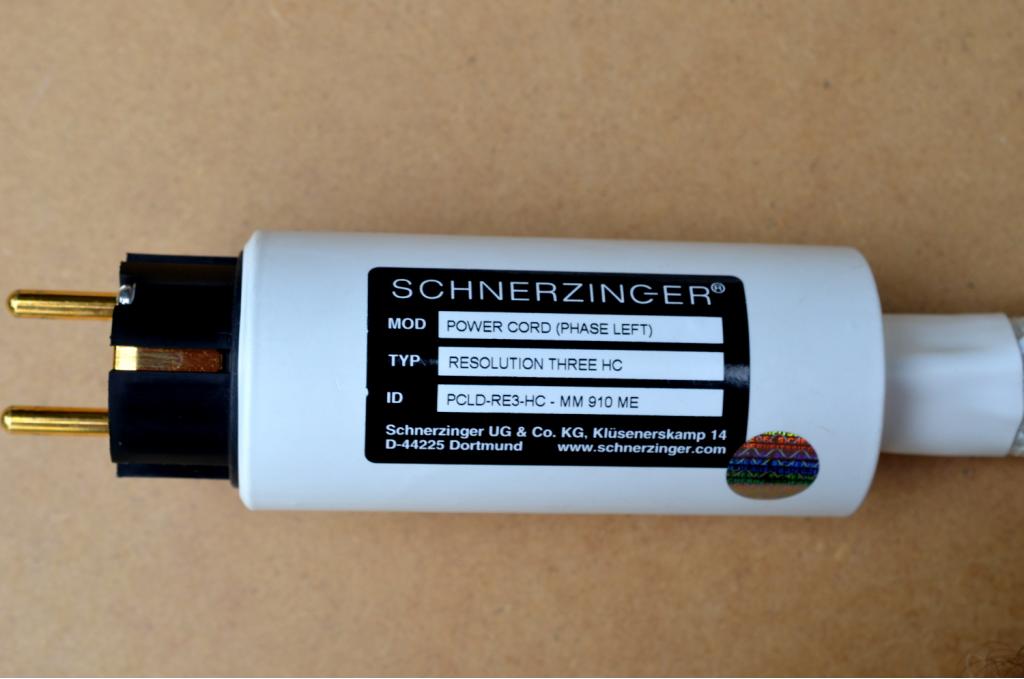 SCHNERZINGER®
MOD POWER CORD (PHASE LEFT)
TYP RESOLUTION THREE HC
ID PCLD-RE3-HC - MM 910 ME
Schnerzinger UG & Co. KG, Klüsenerskamp 14
D-44225 Dortmund www.schnerzinger.com